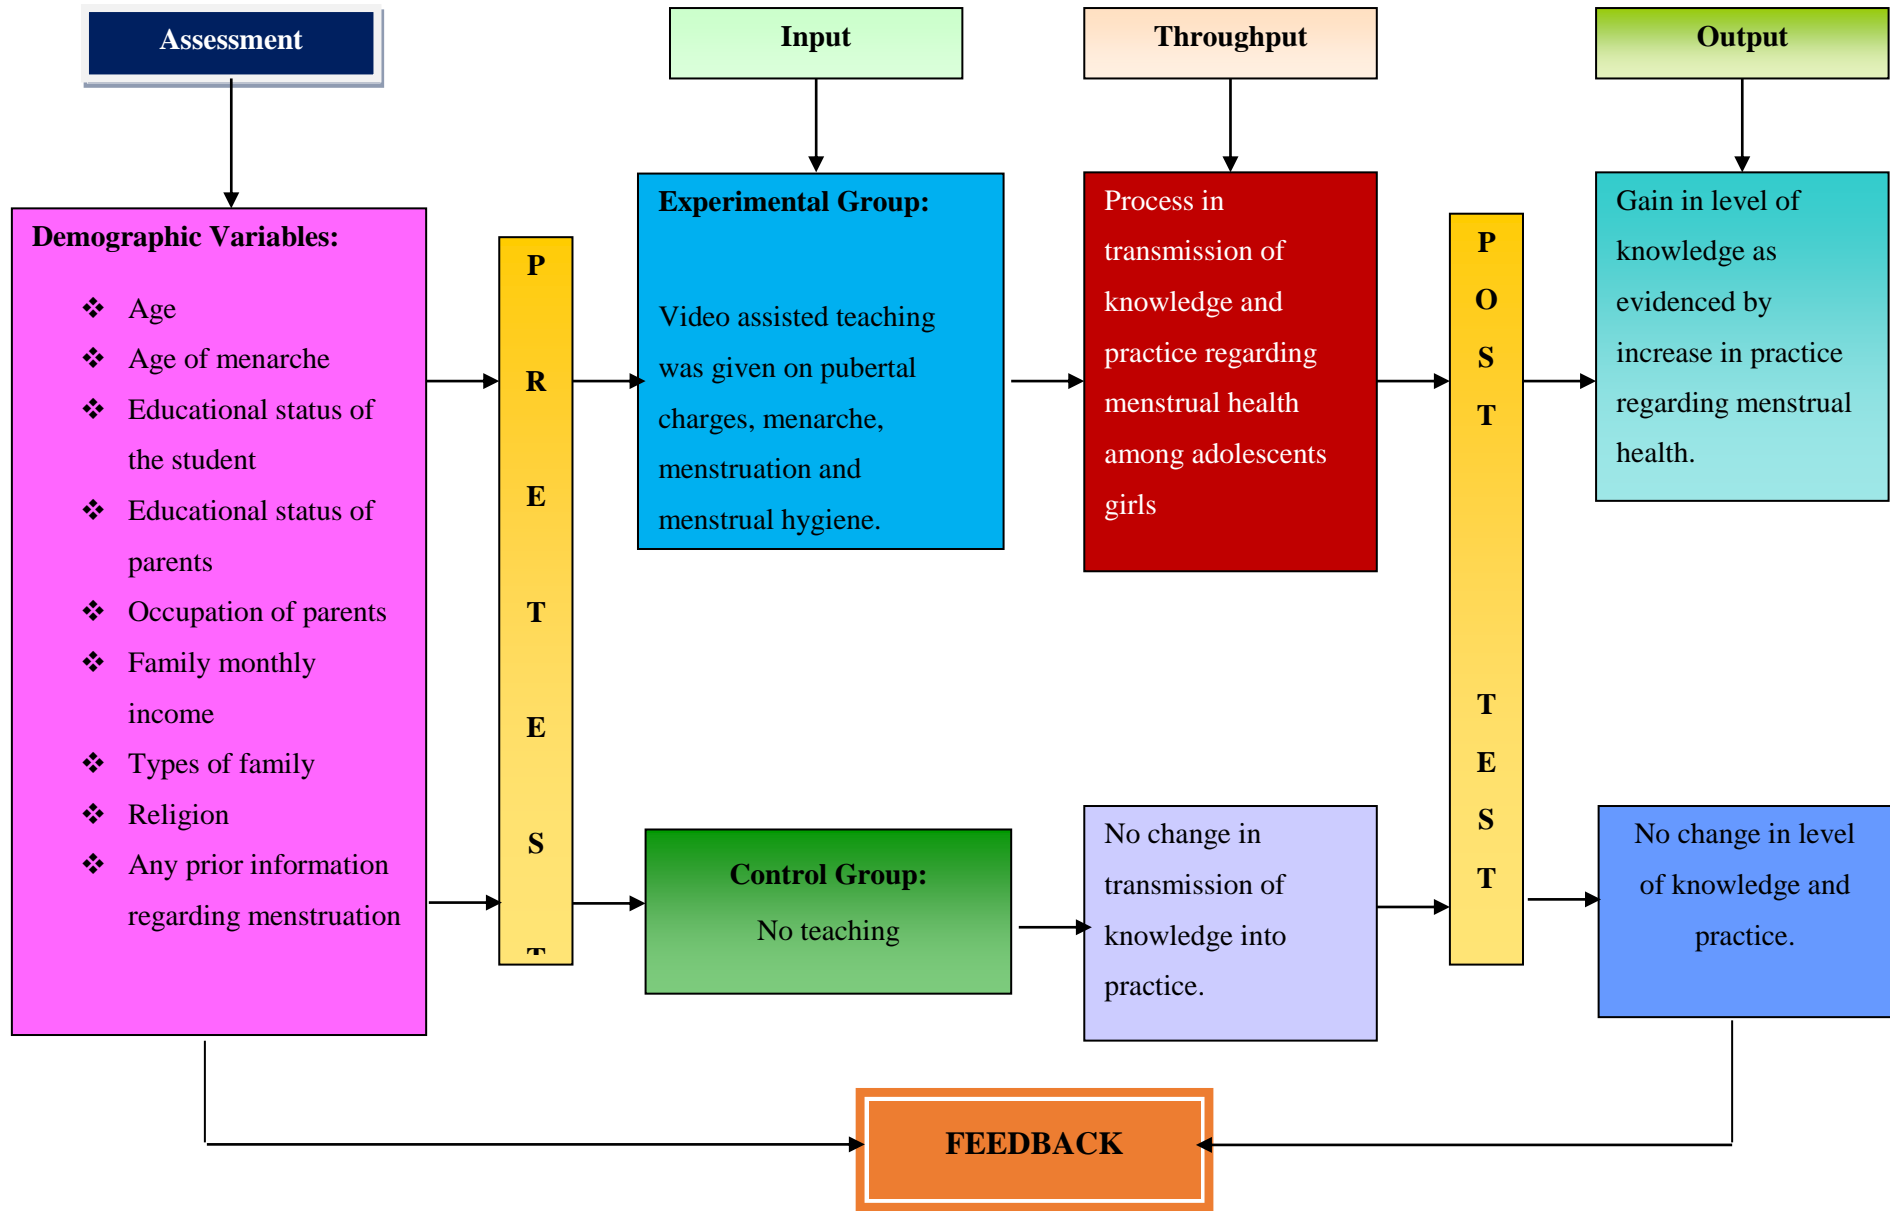 Assessment
Input
Throughput
Output
Demographic Variables:
❖ Age
❖ Age of menarche
❖ Educational status of
the student
❖ Educational status of
parents
❖ Occupation of parents
❖ Family monthly
income
❖ Types of family
❖ Religion
❖ Any prior information
regarding menstruation
P
R
E
T
E
S
T
Experimental Group:
Video assisted teaching
was given on pubertal
charges, menarche,
menstruation and
menstrual hygiene.
Process in
transmission of
knowledge and
practice regarding
menstrual health
among adolescents
girls
P
O
S
T
T
E
S
T
Gain in level of
knowledge as
evidenced by
increase in practice
regarding menstrual
health.
Control Group:
No teaching
No change in
transmission of
knowledge into
practice.
No change in level
of knowledge and
practice.
FEEDBACK